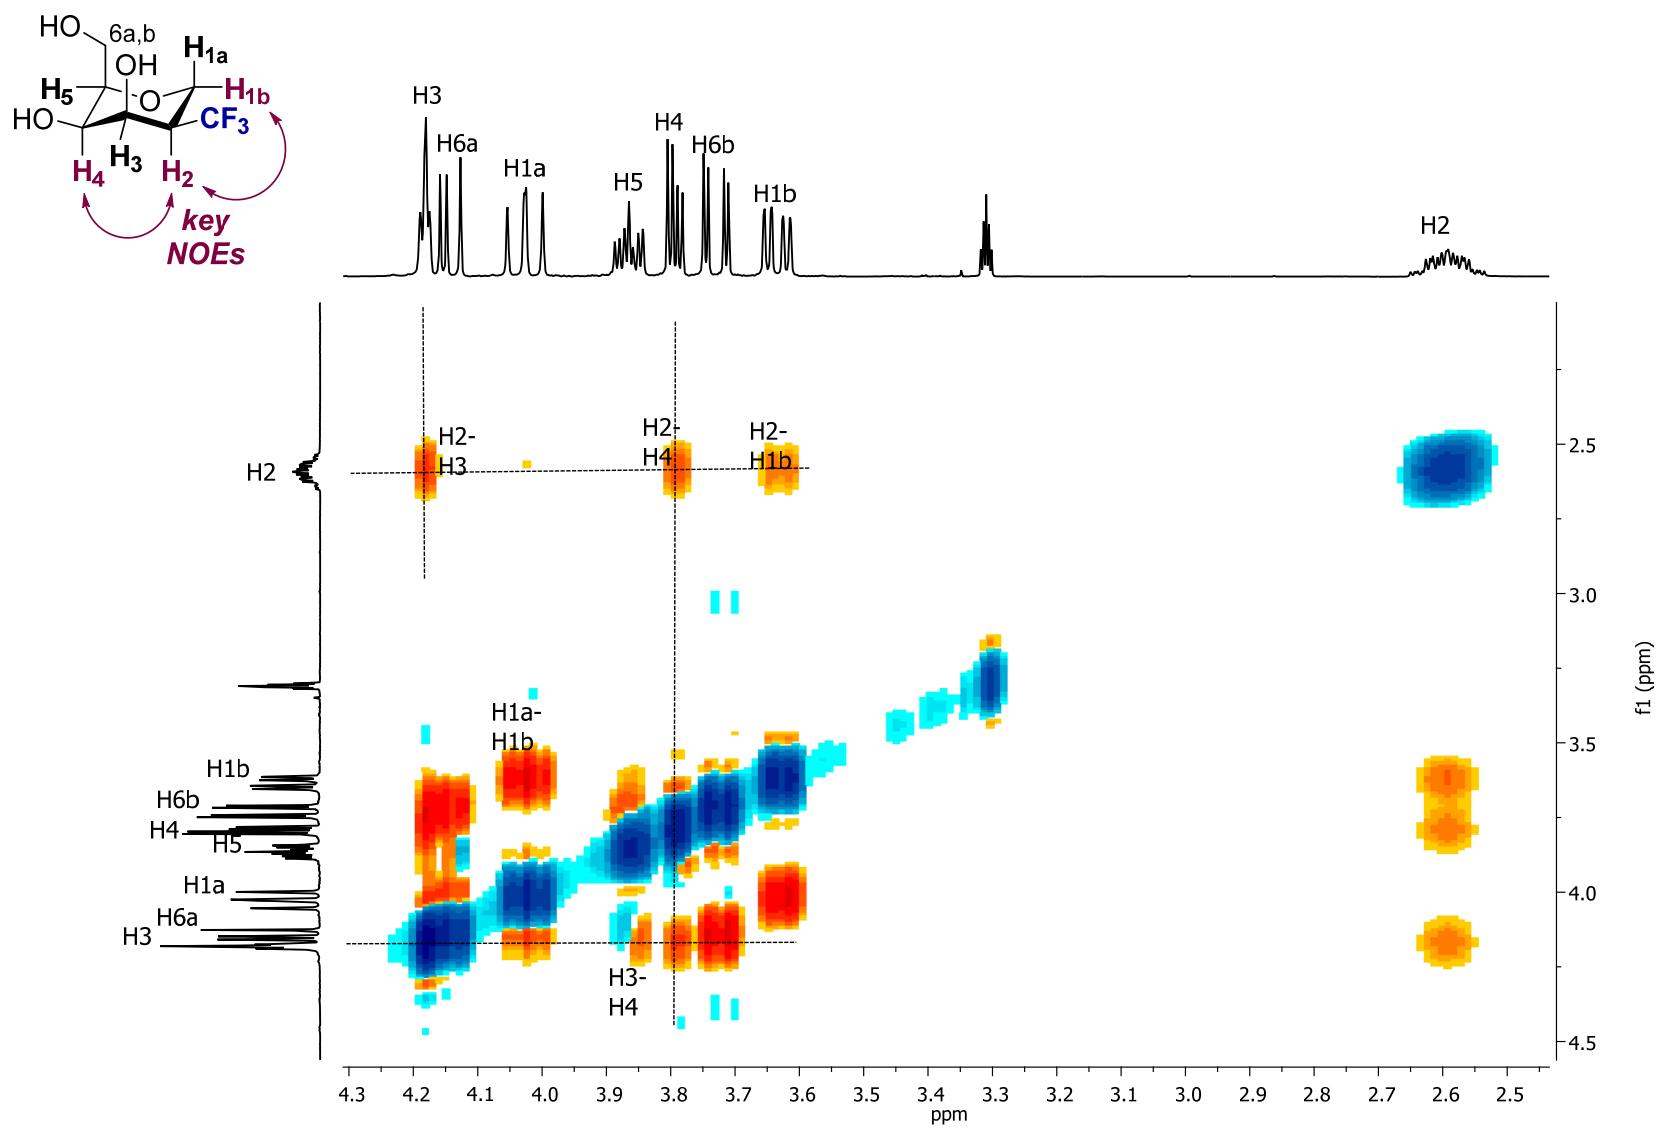 HO
6a,b
H1a
OH
H5
O
H1b
HO
CF3
H3
H4
H2
key
NOEs
H3
H6a
H1a
H5
H4
H6b
H1b
H2
H2
H1b
H6b
H4
H5
H1a
H6a
H3
H2-
H3
H2-
H4
H2-
H1b
H1a-
H1b
H3-
H4
2.5
3.0
3.5
4.0
4.5
f1 (ppm)
4.3 4.2 4.1 4.0 3.9 3.8 3.7 3.6 3.5 3.4 3.3 3.2 3.1 3.0 2.9 2.8 2.7 2.6 2.5
ppm